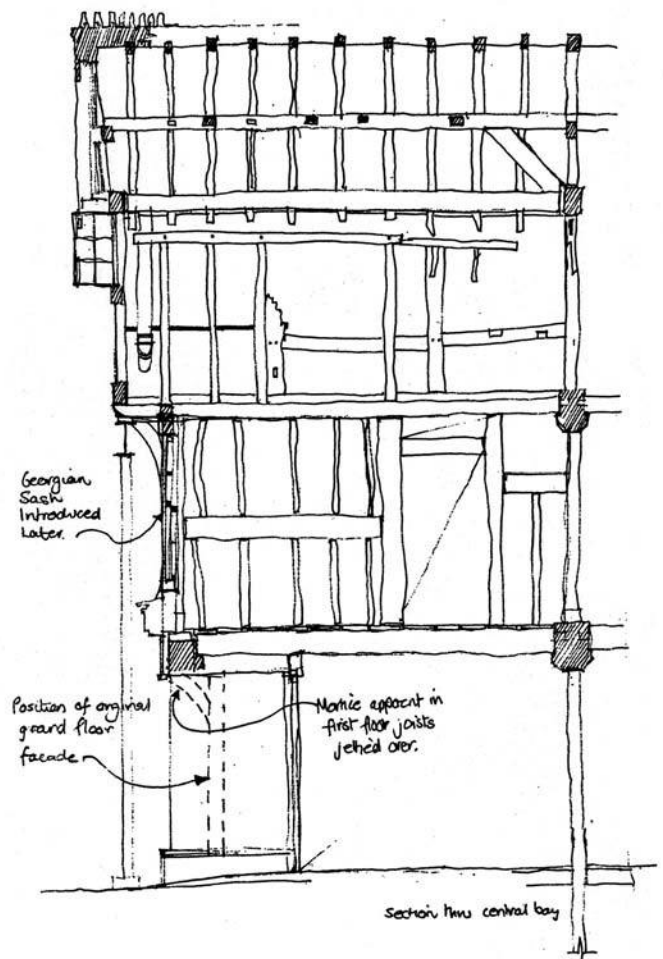 Georgian
Sash
Introduced
Later.
Position of original
ground floor
facade
Mortice apparent in
first floor joists
jettied over.
section thru central bay